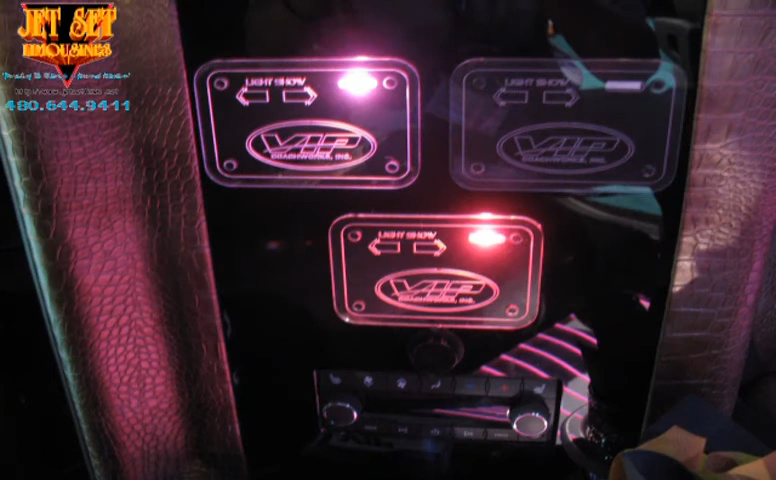 JET SET
LIMOUSINES
480.644.9411
LIGHT SHOW
VIP
COACHWORKS, INC.
LIGHT SHOW
VIP
COACHWORKS, INC.
LIGHT SHOW
VIP
COACHWORKS, INC.